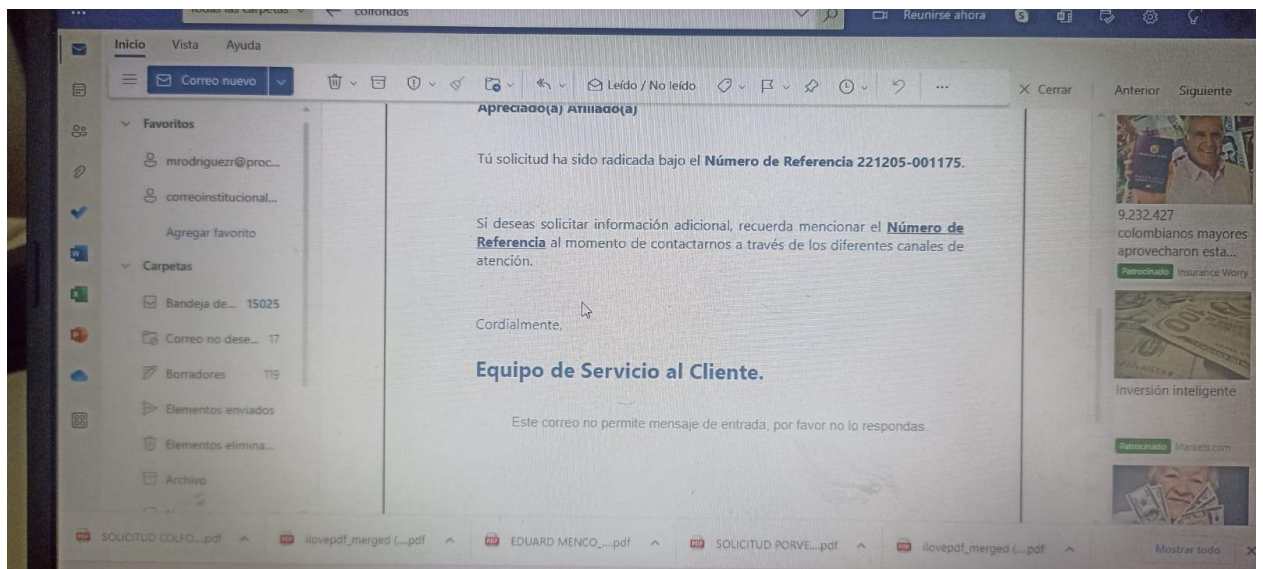 Todas las carpetas
colfondos
Reunirse ahora
Inicio
Vista
Ayuda
Correo nuevo
Leído / No leído
Cerrar
Anterior
Siguiente
Favoritos
mrodriguezr@proc...
correoinstitucional...
Agregar favorito
Carpetas
Bandeja de... 15025
Correo no dese... 17
Borradores 119
Elementos enviados
Elementos elimina...
Archivo
Apreciado(a) Afiliado(a)
Tú solicitud ha sido radicada bajo el Número de Referencia 221205-001175.
Si deseas solicitar información adicional, recuerda mencionar el Número de
Referencia al momento de contactarnos a través de los diferentes canales de
atención.
Cordialmente,
Equipo de Servicio al Cliente.
Este correo no permite mensaje de entrada, por favor no lo respondas.
9.232.427
colombianos mayores
aprovecharon esta...
Patrocinado Insurance Worry
Inversión inteligente
Patrocinado Markets.com
SOLICITUD COLFO....pdf
ilovepdf_merged (....pdf
EDUARD MENCO_....pdf
SOLICITUD PORVE....pdf
ilovepdf_merged (....pdf
Mostrar todo